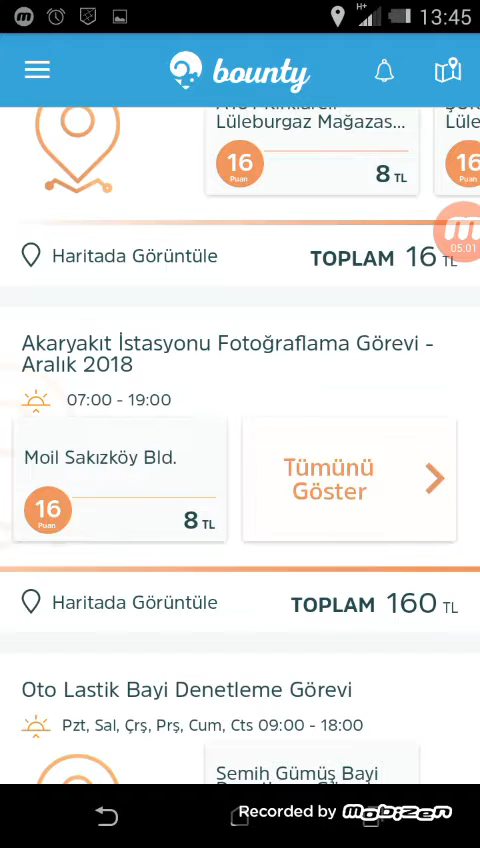 H+
13:45
bounty
Lüleburgaz Mağazas...
Lüle
16
Puan
8 TL
16
Puan
05:01
Haritada Görüntüle
TOPLAM 16 TL
Akaryakıt İstasyonu Fotoğraflama Görevi -
Aralık 2018
07:00 - 19:00
Moil Sakızköy Bld.
16
Puan
8 TL
Tümünü
Göster
Haritada Görüntüle
TOPLAM 160 TL
Oto Lastik Bayi Denetleme Görevi
Pzt, Sal, Çrş, Prş, Cum, Cts 09:00 - 18:00
Semih Gümüş Bayi
Recorded by Mobizen